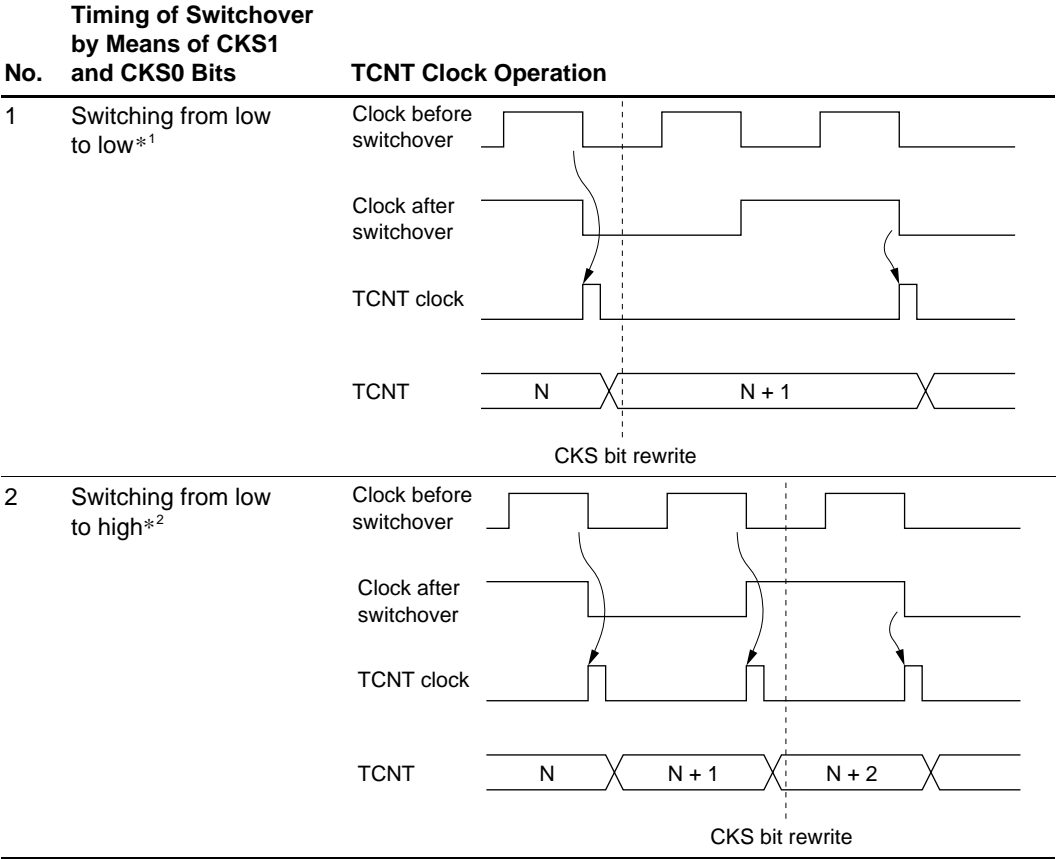 Timing of Switchover
by Means of CKS1
No. and CKS0 Bits TCNT Clock Operation
1 Switching from low
to low*1
Clock before
switchover
Clock after
switchover
TCNT clock
TCNT N N + 1
CKS bit rewrite
2 Switching from low
to high*2
Clock before
switchover
Clock after
switchover
TCNT clock
TCNT N N + 1 N + 2
CKS bit rewrite